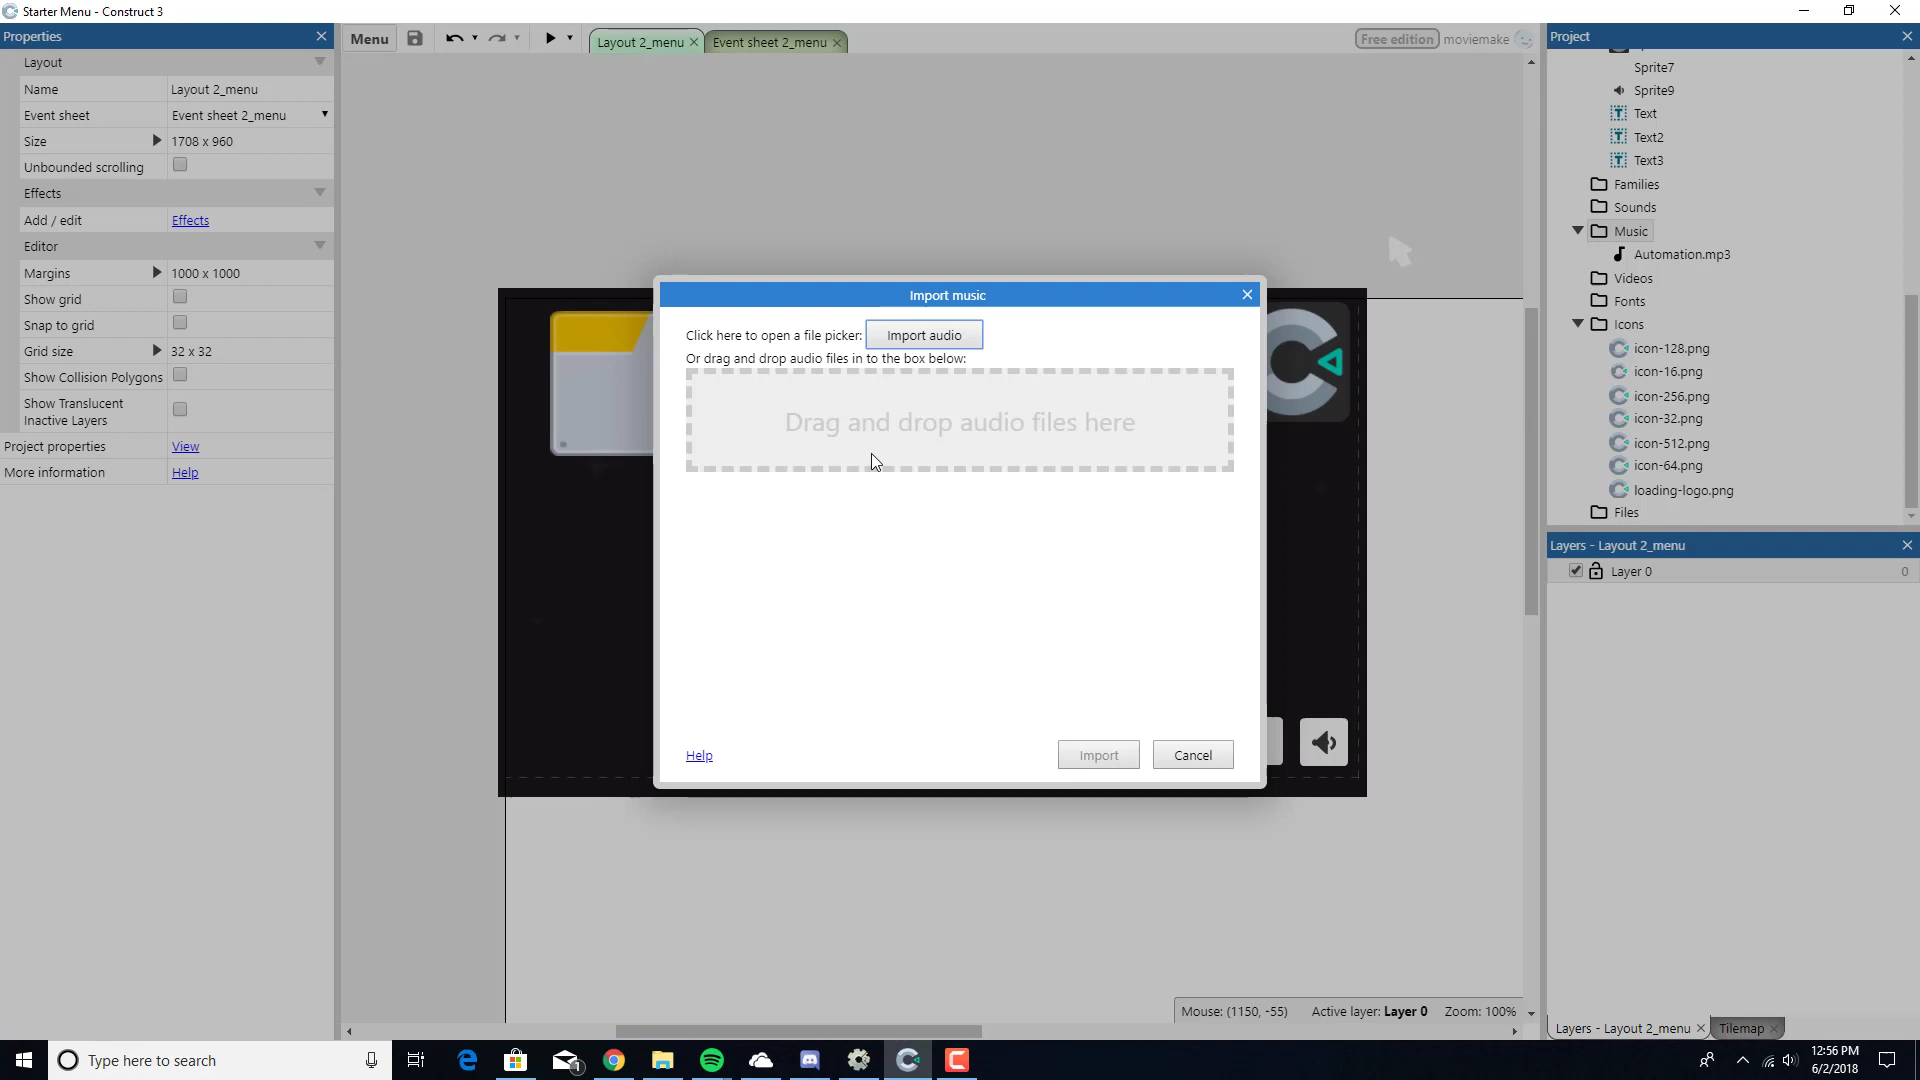 Starter Menu - Construct 3
Properties
Layout
Name Layout 2_menu
Event sheet Event sheet 2_menu
Size 1708 x 960
Unbounded scrolling
Effects
Add / edit Effects
Editor
Margins 1000 x 1000
Show grid
Snap to grid
Grid size 32 x 32
Show Collision Polygons
Show Translucent
Inactive Layers
Project properties View
More information Help
Menu
Layout 2_menu
Event sheet 2_menu
Free edition moviemake
Import music
Click here to open a file picker: Import audio
Or drag and drop audio files in to the box below:
Drag and drop audio files here
Help
Import
Cancel
Mouse: (1150, -55) Active layer: Layer 0 Zoom: 100%
Project
Sprite7
Sprite9
Text
Text2
Text3
Families
Sounds
Music
Automation.mp3
Videos
Fonts
Icons
icon-128.png
icon-16.png
icon-256.png
icon-32.png
icon-512.png
icon-64.png
loading-logo.png
Files
Layers - Layout 2_menu
Layer 0 0
Layers - Layout 2_menu
Tilemap
Type here to search
1
12:56 PM
6/2/2018